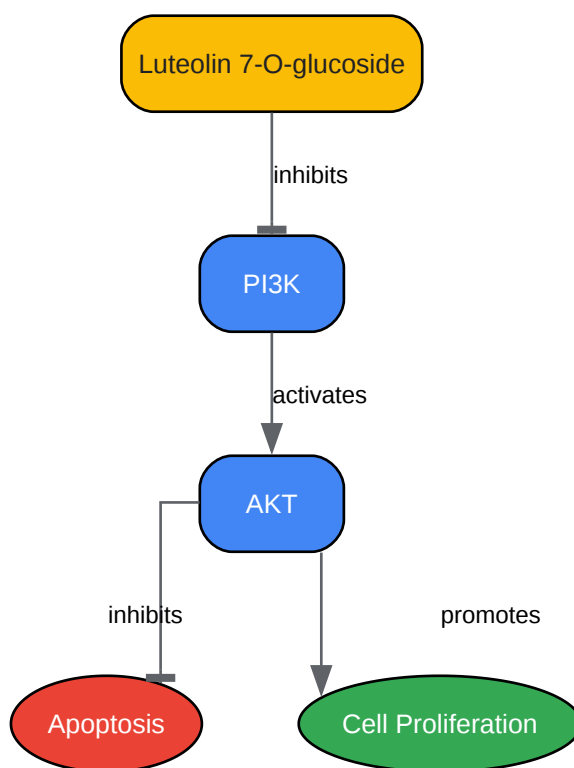 Luteolin 7-O-glucoside
inhibits
PI3K
activates
AKT
inhibits
promotes
Apoptosis
Cell Proliferation